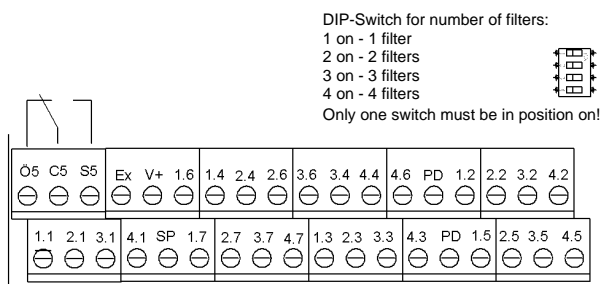 DIP-Switch for number of filters:
1 on - 1 filter
2 on - 2 filters
3 on - 3 filters
4 on - 4 filters
Only one switch must be in position on!
Ö5 C5 S5 Ex V+ 1.6 1.4 2.4 2.6 3.6 3.4 4.4 4.6 PD 1.2 2.2 3.2 4.2
1.1 2.1 3.1 4.1 SP 1.7 2.7 3.7 4.7 1.3 2.3 3.3 4.3 PD 1.5 2.5 3.5 4.5